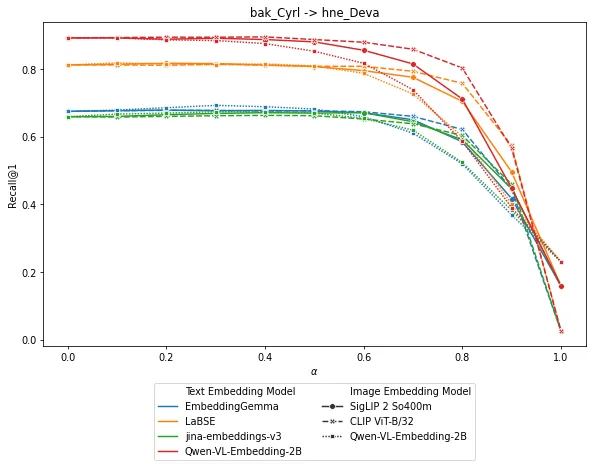 bak_Cyrl -> hne_Deva
Recall@1
0.8
0.6
0.4
0.2
0.0
0.0 0.2 0.4 0.6 0.8 1.0
α
Text Embedding Model Image Embedding Model
EmbeddingGemma SigLIP 2 So400m
LaBSE CLIP ViT-B/32
jina-embeddings-v3 Qwen-VL-Embedding-2B
Qwen-VL-Embedding-2B